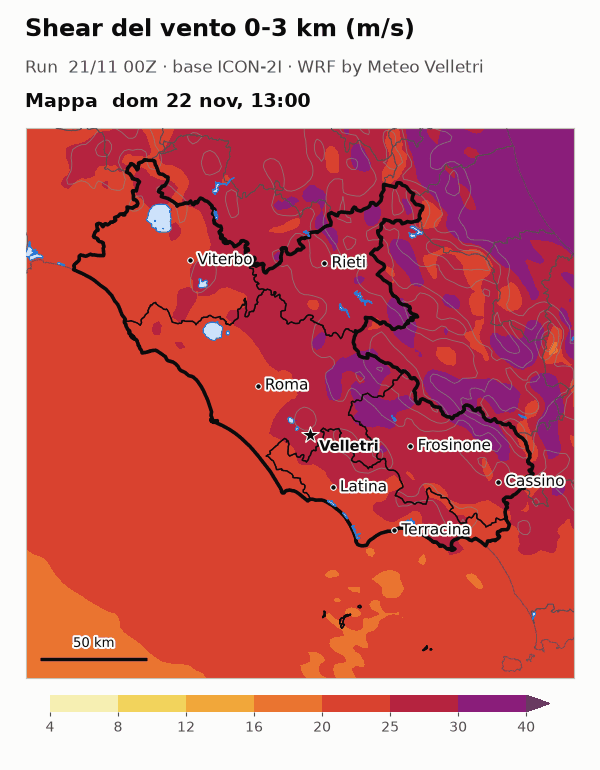 Shear del vento 0-3 km (m/s)
Run  21/11 00Z · base ICON-2I · WRF by Meteo Velletri
Mappa  dom 22 nov, 13:00
Viterbo
Rieti
Roma
Velletri
Frosinone
Latina
Cassino
Terracina
50 km
4 8 12 16 20 25 30 40